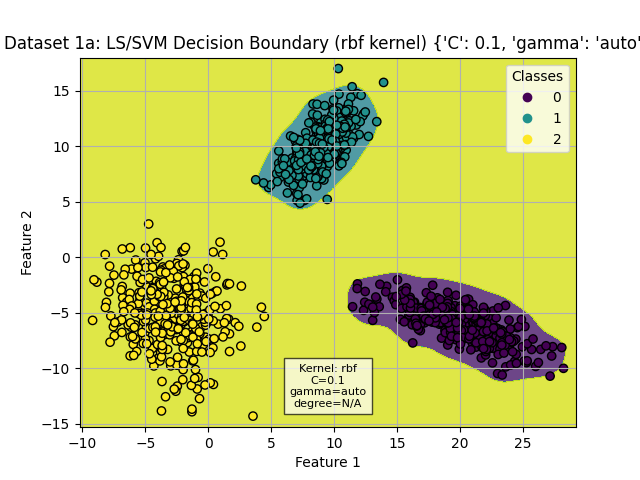 Dataset 1a: LS/SVM Decision Boundary (rbf kernel) {'C': 0.1, 'gamma': 'auto'
Classes
0
1
2
15
10
5
0
−5
−10
−15
Feature 2
Kernel: rbf
C=0.1
gamma=auto
degree=N/A
−10 −5 0 5 10 15 20 25
Feature 1